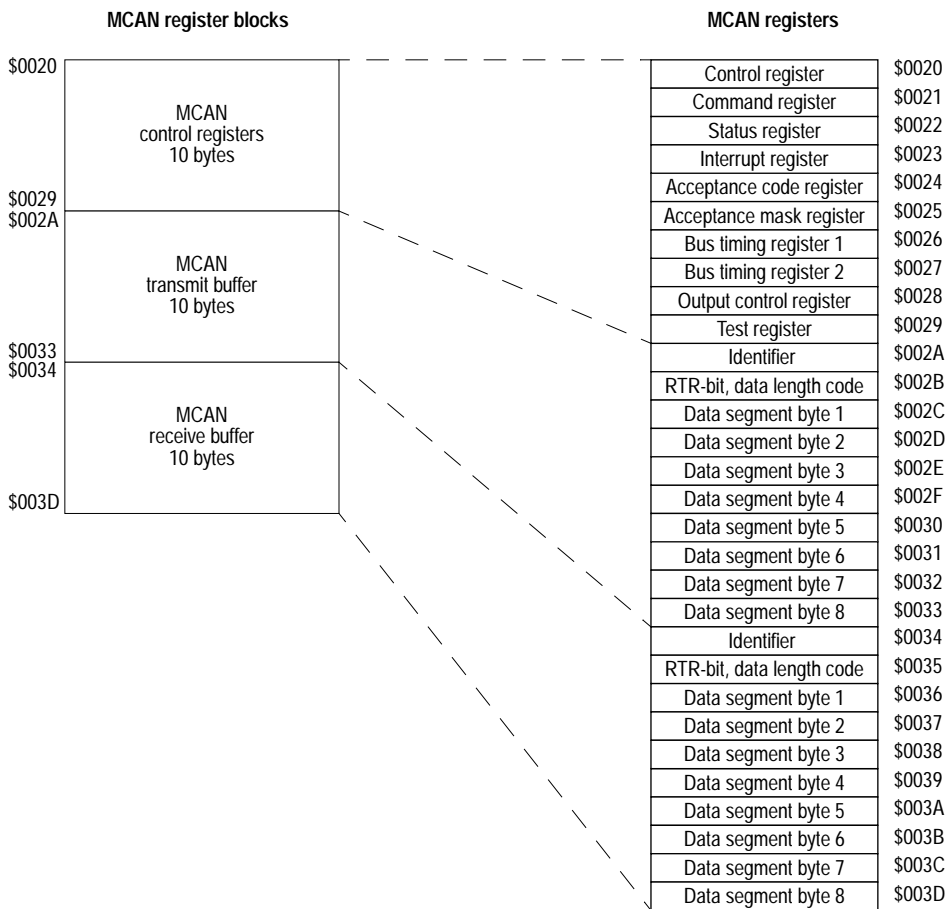 MCAN register blocks
$0020
MCAN
control registers
10 bytes
$0029
$002A
MCAN
transmit buffer
10 bytes
$0033
$0034
MCAN
receive buffer
10 bytes
$003D
MCAN registers
Control register $0020
Command register $0021
Status register $0022
Interrupt register $0023
Acceptance code register $0024
Acceptance mask register $0025
Bus timing register 1 $0026
Bus timing register 2 $0027
Output control register $0028
Test register $0029
Identifier $002A
RTR-bit, data length code $002B
Data segment byte 1 $002C
Data segment byte 2 $002D
Data segment byte 3 $002E
Data segment byte 4 $002F
Data segment byte 5 $0030
Data segment byte 6 $0031
Data segment byte 7 $0032
Data segment byte 8 $0033
Identifier $0034
RTR-bit, data length code $0035
Data segment byte 1 $0036
Data segment byte 2 $0037
Data segment byte 3 $0038
Data segment byte 4 $0039
Data segment byte 5 $003A
Data segment byte 6 $003B
Data segment byte 7 $003C
Data segment byte 8 $003D